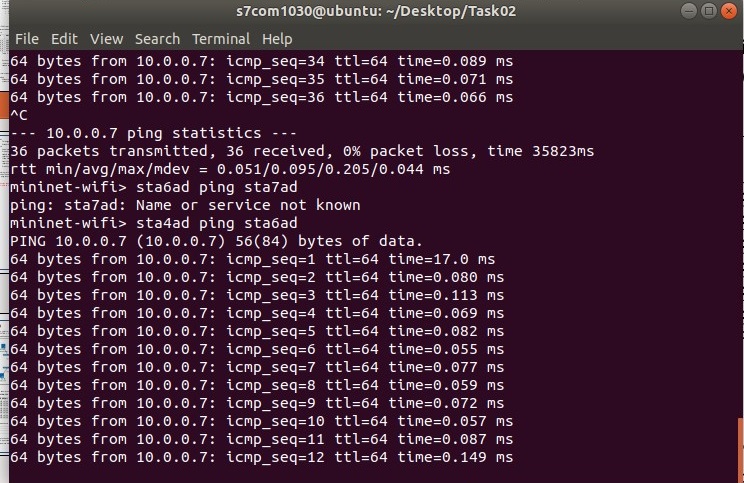 s7com1030@ubuntu: ~/Desktop/Task02
File Edit View Search Terminal Help
64 bytes from 10.0.0.7: icmp_seq=34 ttl=64 time=0.089 ms
64 bytes from 10.0.0.7: icmp_seq=35 ttl=64 time=0.071 ms
64 bytes from 10.0.0.7: icmp_seq=36 ttl=64 time=0.066 ms
^C
--- 10.0.0.7 ping statistics ---
36 packets transmitted, 36 received, 0% packet loss, time 35823ms
rtt min/avg/max/mdev = 0.051/0.095/0.205/0.044 ms
mininet-wifi> sta6ad ping sta7ad
ping: sta7ad: Name or service not known
mininet-wifi> sta4ad ping sta6ad
PING 10.0.0.7 (10.0.0.7) 56(84) bytes of data.
64 bytes from 10.0.0.7: icmp_seq=1 ttl=64 time=17.0 ms
64 bytes from 10.0.0.7: icmp_seq=2 ttl=64 time=0.080 ms
64 bytes from 10.0.0.7: icmp_seq=3 ttl=64 time=0.113 ms
64 bytes from 10.0.0.7: icmp_seq=4 ttl=64 time=0.069 ms
64 bytes from 10.0.0.7: icmp_seq=5 ttl=64 time=0.082 ms
64 bytes from 10.0.0.7: icmp_seq=6 ttl=64 time=0.055 ms
64 bytes from 10.0.0.7: icmp_seq=7 ttl=64 time=0.077 ms
64 bytes from 10.0.0.7: icmp_seq=8 ttl=64 time=0.059 ms
64 bytes from 10.0.0.7: icmp_seq=9 ttl=64 time=0.072 ms
64 bytes from 10.0.0.7: icmp_seq=10 ttl=64 time=0.057 ms
64 bytes from 10.0.0.7: icmp_seq=11 ttl=64 time=0.087 ms
64 bytes from 10.0.0.7: icmp_seq=12 ttl=64 time=0.149 ms